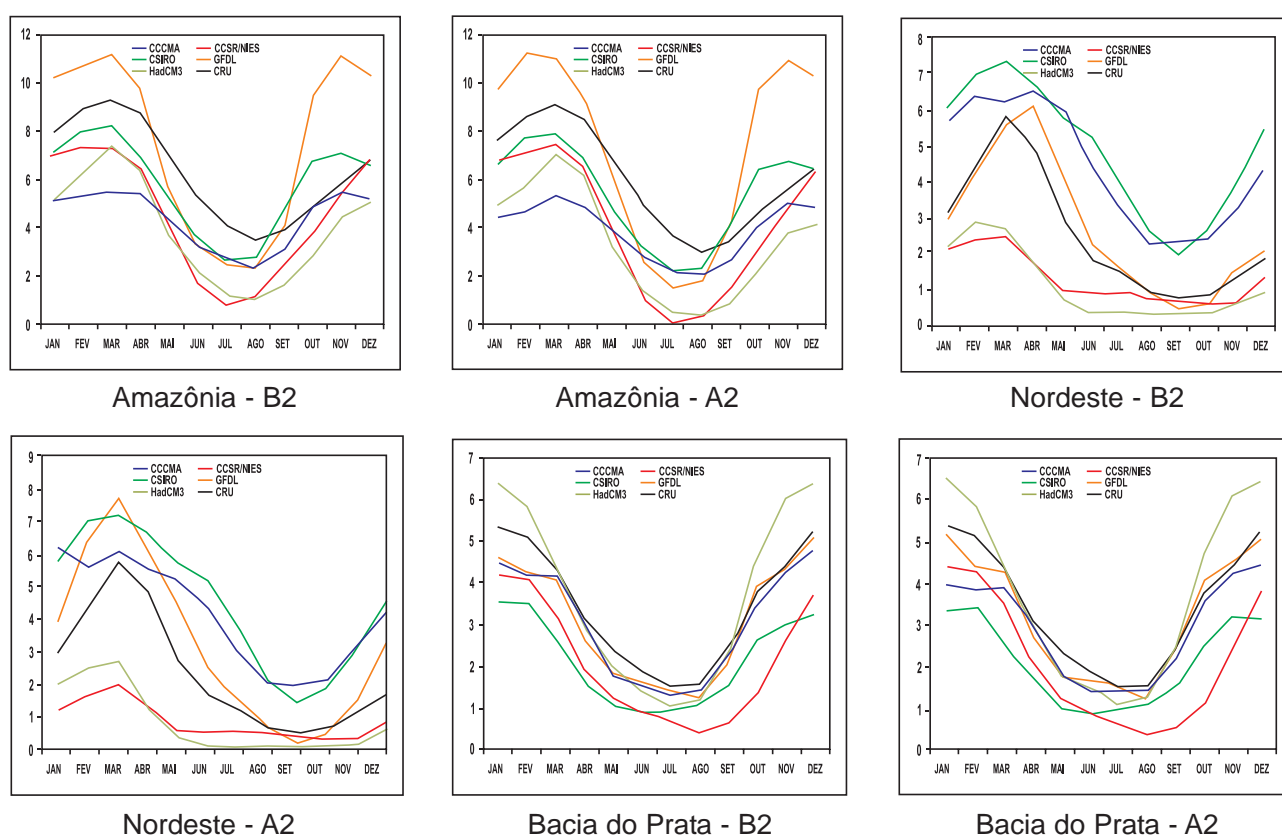 12
10
8
6
4
2
0
CCCMA CCSR/NIES
CSIRO GFDL
HadCM3 CRU
JAN FEV MAR ABR MAI JUN JUL AGO SET OUT NOV DEZ
Amazônia - B2
12
10
8
6
4
2
0
CCCMA CCSR/NIES
CSIRO GFDL
HadCM3 CRU
JAN FEV MAR ABR MAI JUN JUL AGO SET OUT NOV DEZ
Amazônia - A2
8
7
6
5
4
3
2
1
0
CCCMA CCSR/NIES
CSIRO GFDL
HadCM3 CRU
JAN FEV MAR ABR MAI JUN JUL AGO SET OUT NOV DEZ
Nordeste - B2
9
8
7
6
5
4
3
2
1
0
CCCMA CCSR/NIES
CSIRO GFDL
HadCM3 CRU
JAN FEV MAR ABR MAI JUN JUL AGO SET OUT NOV DEZ
Nordeste - A2
7
6
5
4
3
2
1
0
CCCMA CCSR/NIES
CSIRO GFDL
HadCM3 CRU
JAN FEV MAR ABR MAI JUN JUL AGO SET OUT NOV DEZ
Bacia do Prata - B2
7
6
5
4
3
2
1
0
CCCMA CCSR/NIES
CSIRO GFDL
HadCM3 CRU
JAN FEV MAR ABR MAI JUN JUL AGO SET OUT NOV DEZ
Bacia do Prata - A2